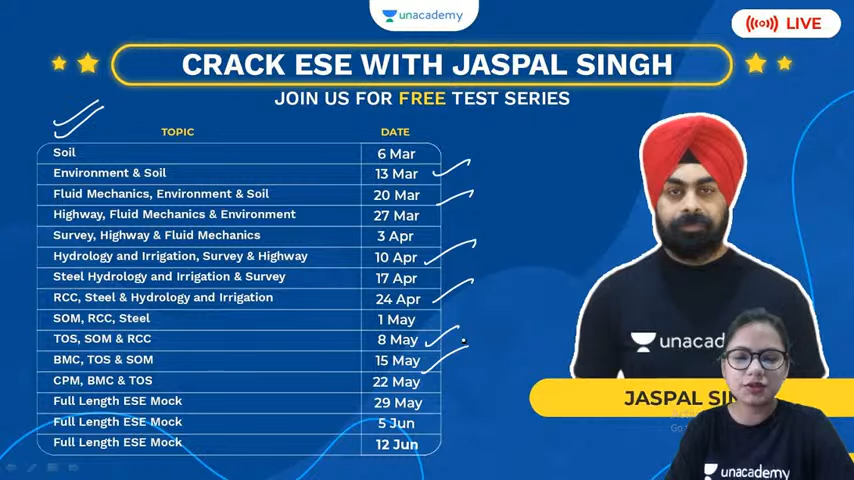 unacademy
LIVE
CRACK ESE WITH JASPAL SINGH
JOIN US FOR FREE TEST SERIES
TOPIC DATE
Soil 6 Mar
Environment & Soil 13 Mar
Fluid Mechanics, Environment & Soil 20 Mar
Highway, Fluid Mechanics & Environment 27 Mar
Survey, Highway & Fluid Mechanics 3 Apr
Hydrology and Irrigation, Survey & Highway 10 Apr
Steel Hydrology and Irrigation & Survey 17 Apr
RCC, Steel & Hydrology and Irrigation 24 Apr
SOM, RCC, Steel 1 May
TOS, SOM & RCC 8 May
BMC, TOS & SOM 15 May
CPM, BMC & TOS 22 May
Full Length ESE Mock 29 May
Full Length ESE Mock 5 Jun
Full Length ESE Mock 12 Jun
unacad
JASPAL SIN
unacademy